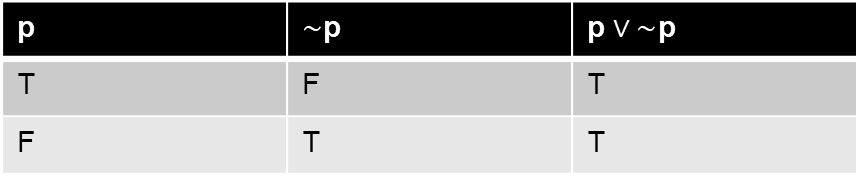 p ~p p ∨ ~p
T F T
F T T